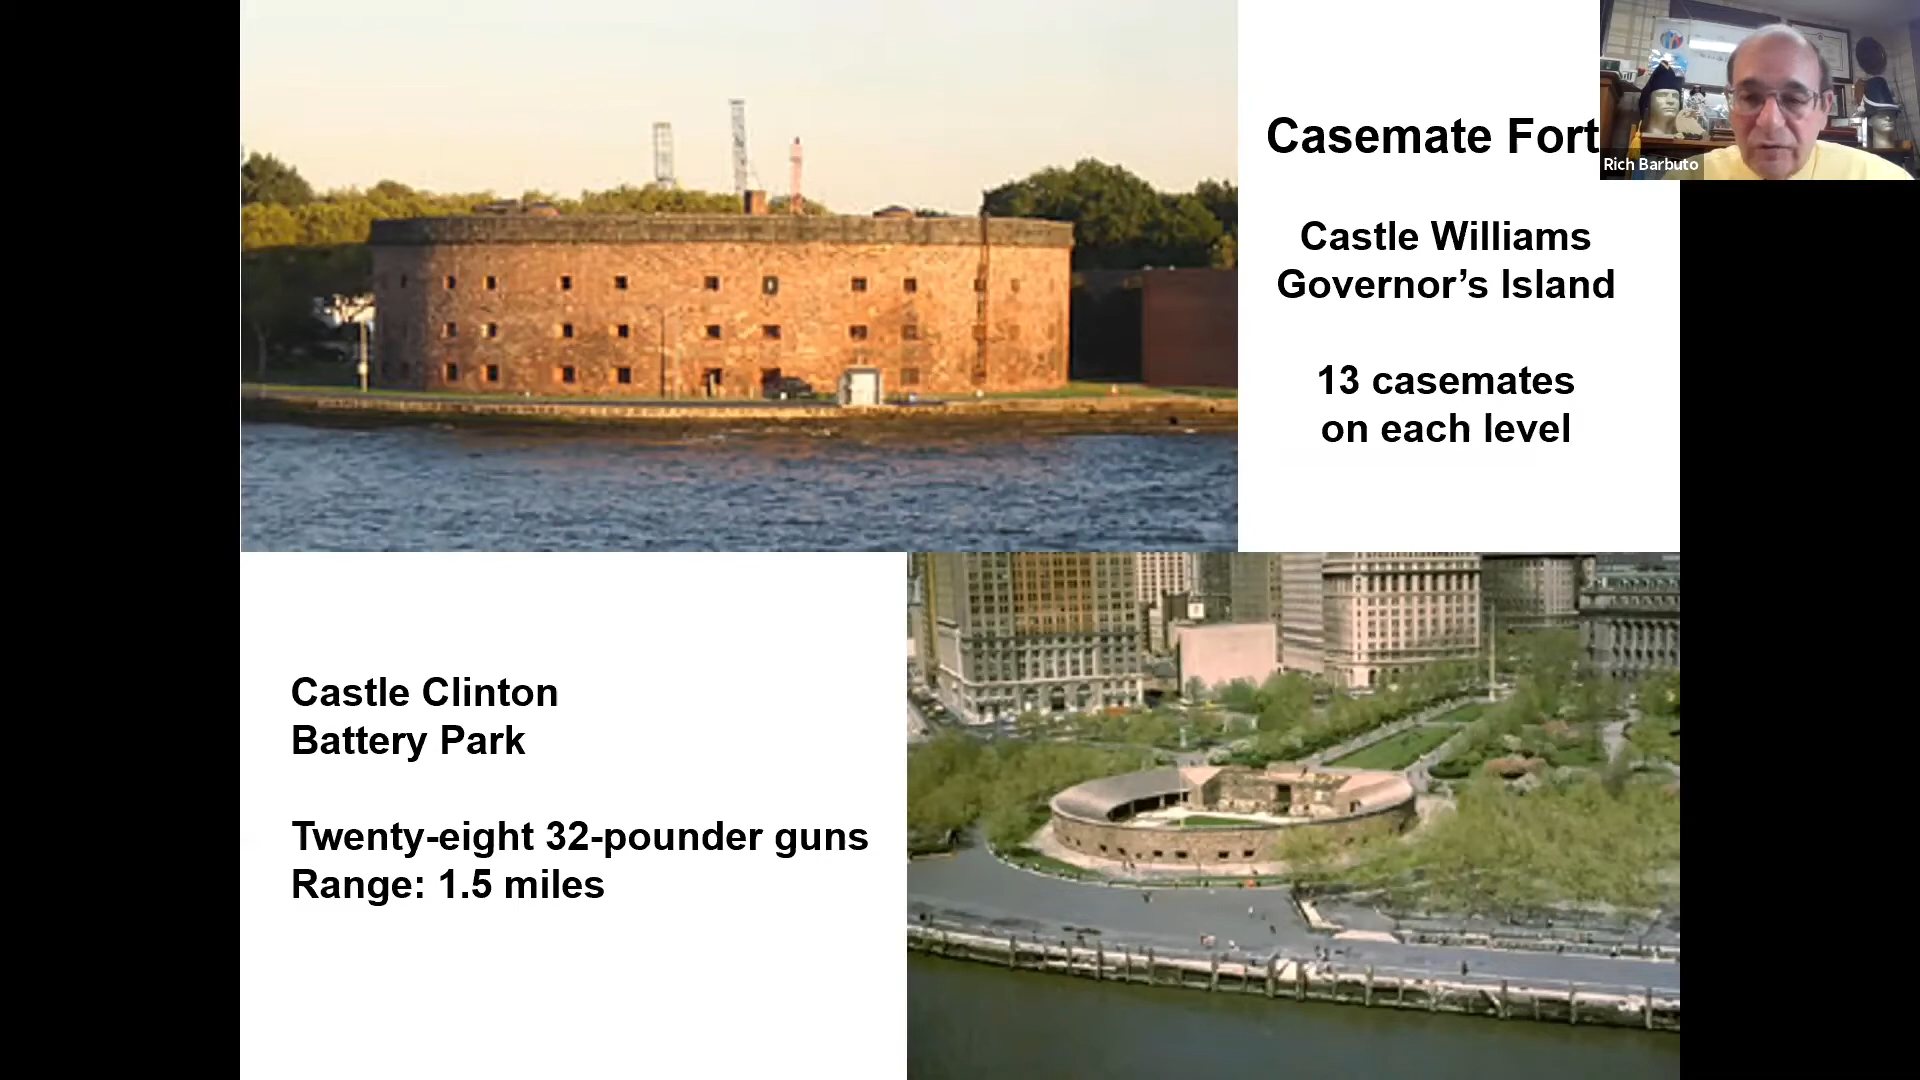 Casemate Fort
Rich Barbuto
Castle Williams
Governor’s Island
13 casemates
on each level
Castle Clinton
Battery Park
Twenty-eight 32-pounder guns
Range: 1.5 miles